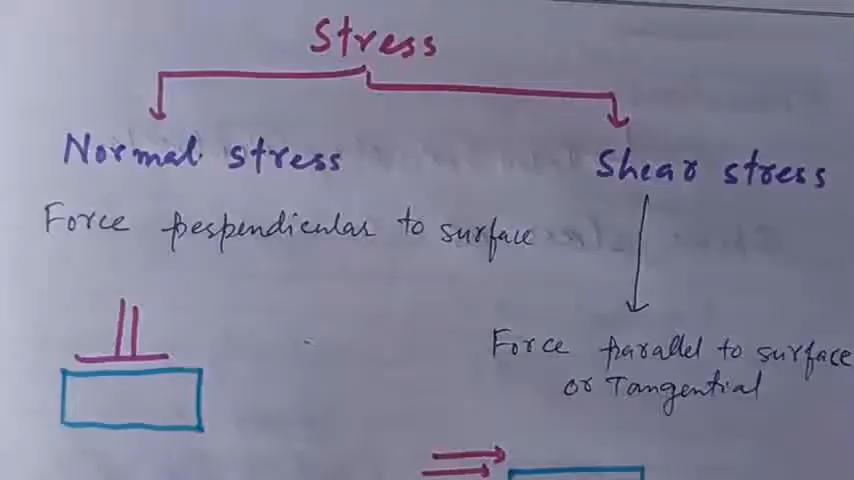 Stress
Normal stress
Shear stress
Force perpendicular to surface
Force parallel to surface
or Tangential